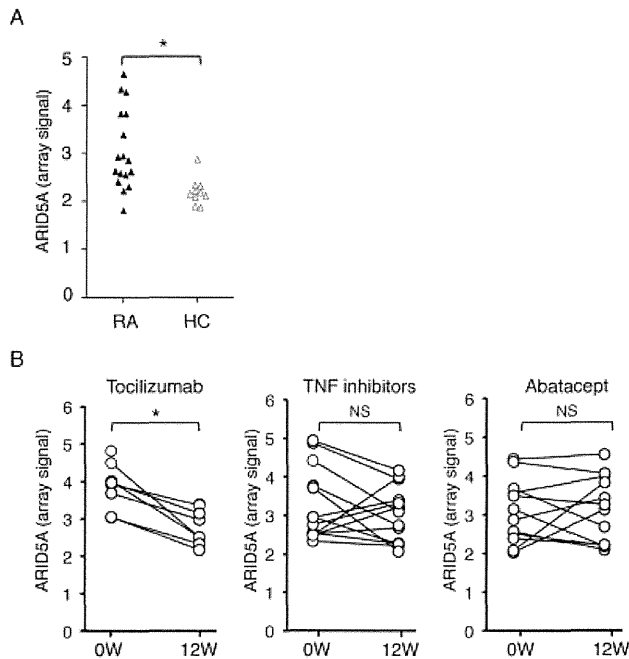 A
*
ARID5A (array signal)
5
4
3
2
1
0
RA HC
B
Tocilizumab
*
ARID5A (array signal)
6
5
4
3
2
1
0
0W 12W
TNF inhibitors
NS
ARID5A (array signal)
6
5
4
3
2
1
0
0W 12W
Abatacept
NS
ARID5A (array signal)
6
5
4
3
2
1
0
0W 12W